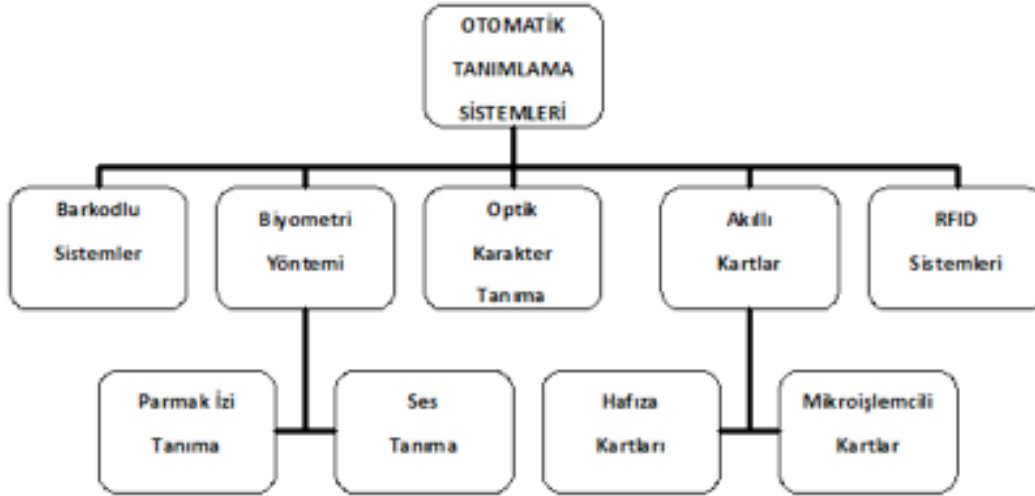 OTOMATİK
TANIMLAMA
SİSTEMLERİ
Barkodlu
Sistemler
Biyometri
Yöntemi
Optik
Karakter
Tanıma
Akıllı
Kartlar
RFID
Sistemleri
Parmak İzi
Tanıma
Ses
Tanıma
Hafıza
Kartları
Mikroişlemcili
Kartlar